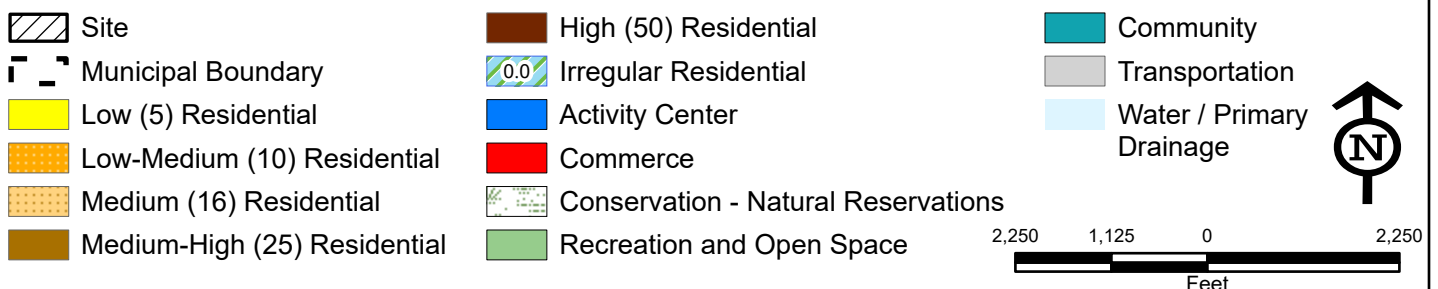 Site
Municipal Boundary
Low (5) Residential
Low-Medium (10) Residential
Medium (16) Residential
Medium-High (25) Residential
High (50) Residential
0.0 Irregular Residential
Activity Center
Commerce
Conservation - Natural Reservations
Recreation and Open Space
Community
Transportation
Water / Primary
Drainage
N
2,250 1,125 0 2,250
Feet